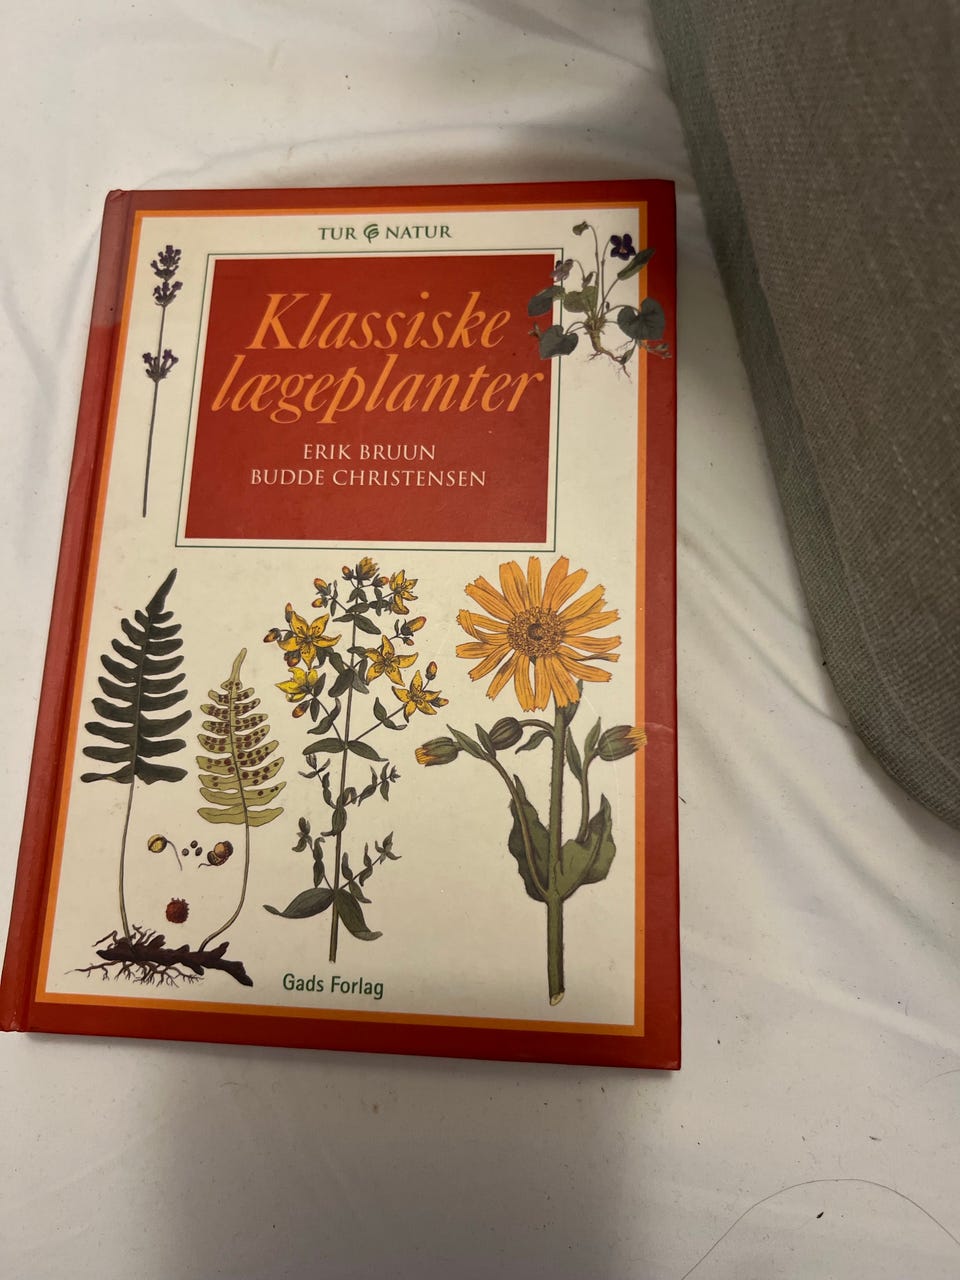 TUR G NATUR
Klassiske
lægeplanter
ERIK BRUUN
BUDDE CHRISTENSEN
Gads Forlag